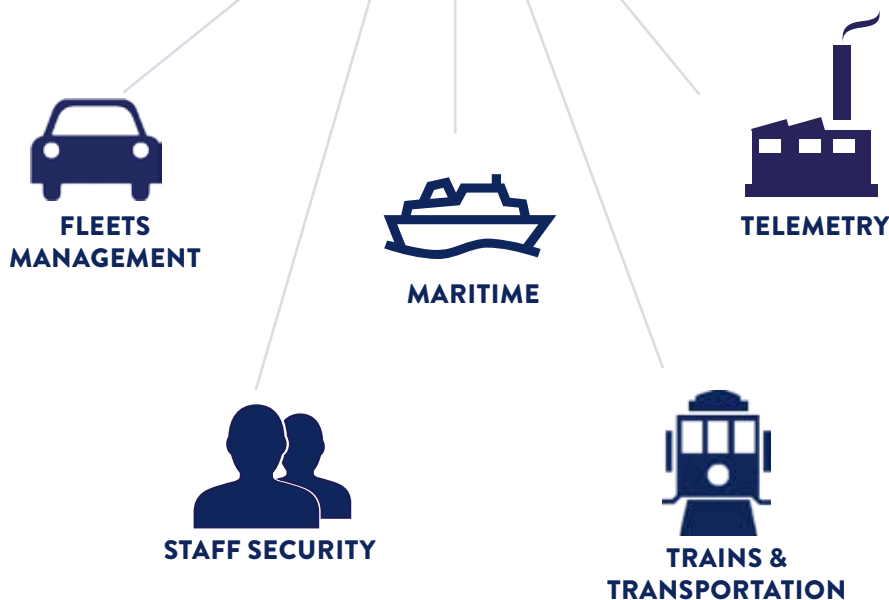 FLEETS
MANAGEMENT
TELEMETRY
MARITIME
STAFF SECURITY
TRAINS &
TRANSPORTATION